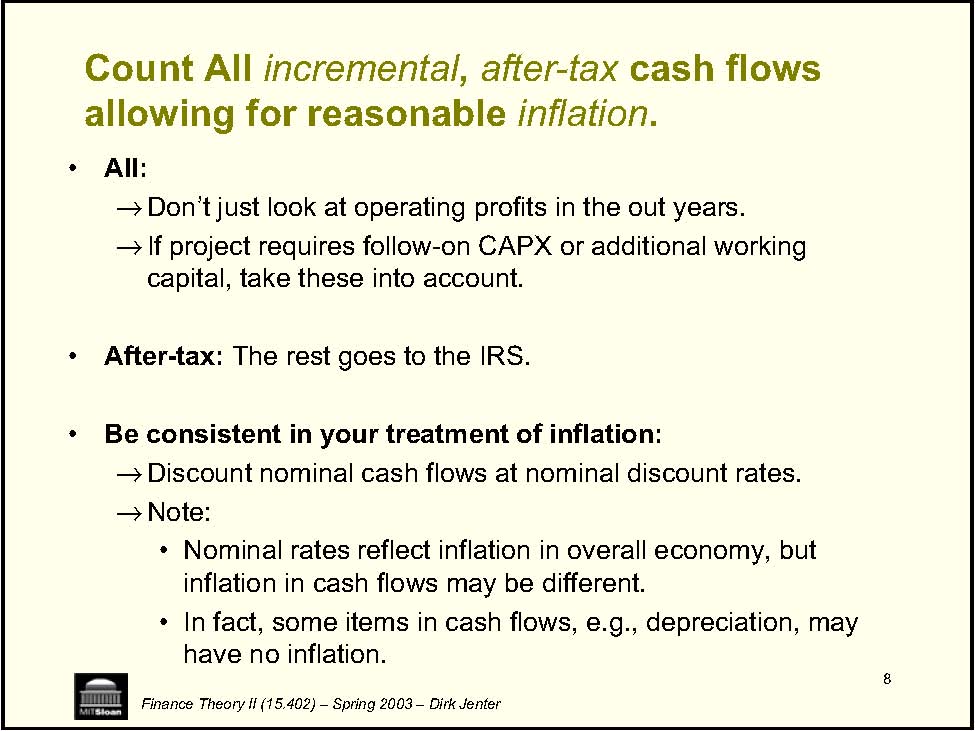 Count All incremental, after-tax cash flows
allowing for reasonable inflation.
• All:
→ Don’t just look at operating profits in the out years.
→ If project requires follow-on CAPX or additional working
capital, take these into account.
• After-tax: The rest goes to the IRS.
• Be consistent in your treatment of inflation:
→ Discount nominal cash flows at nominal discount rates.
→ Note:
• Nominal rates reflect inflation in overall economy, but
inflation in cash flows may be different.
• In fact, some items in cash flows, e.g., depreciation, may
have no inflation.
8
MITSloan
Finance Theory II (15.402) – Spring 2003 – Dirk Jenter